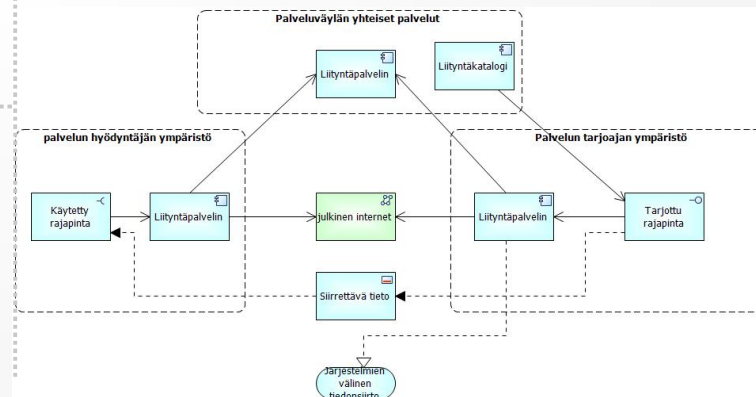 Palveluväylän yhteiset palvelut
Liityntäpalvelin
Liityntäkatalogi
palvelun hyödyntäjän ympäristö
Palvelun tarjoajan ympäristö
Käytetty
rajapinta
Liityntäpalvelin
julkinen internet
Liityntäpalvelin
Tarjottu
rajapinta
Siirrettävä tieto
Järjestelmien
välinen
tiedonsiirto